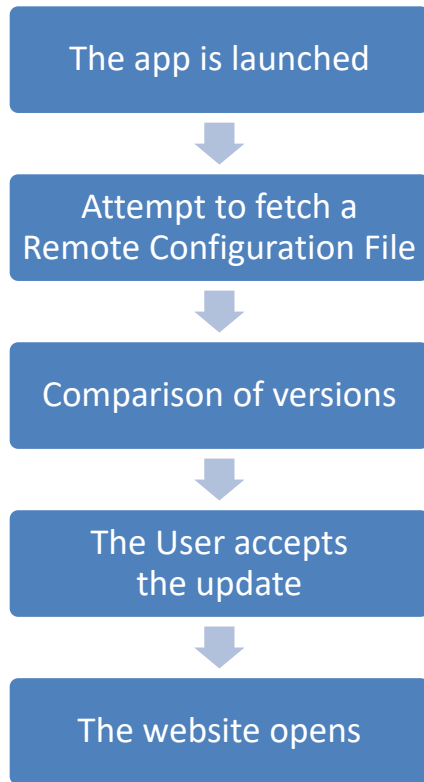 The app is launched
Attempt to fetch a
Remote Configuration File
Comparison of versions
The User accepts
the update
The website opens